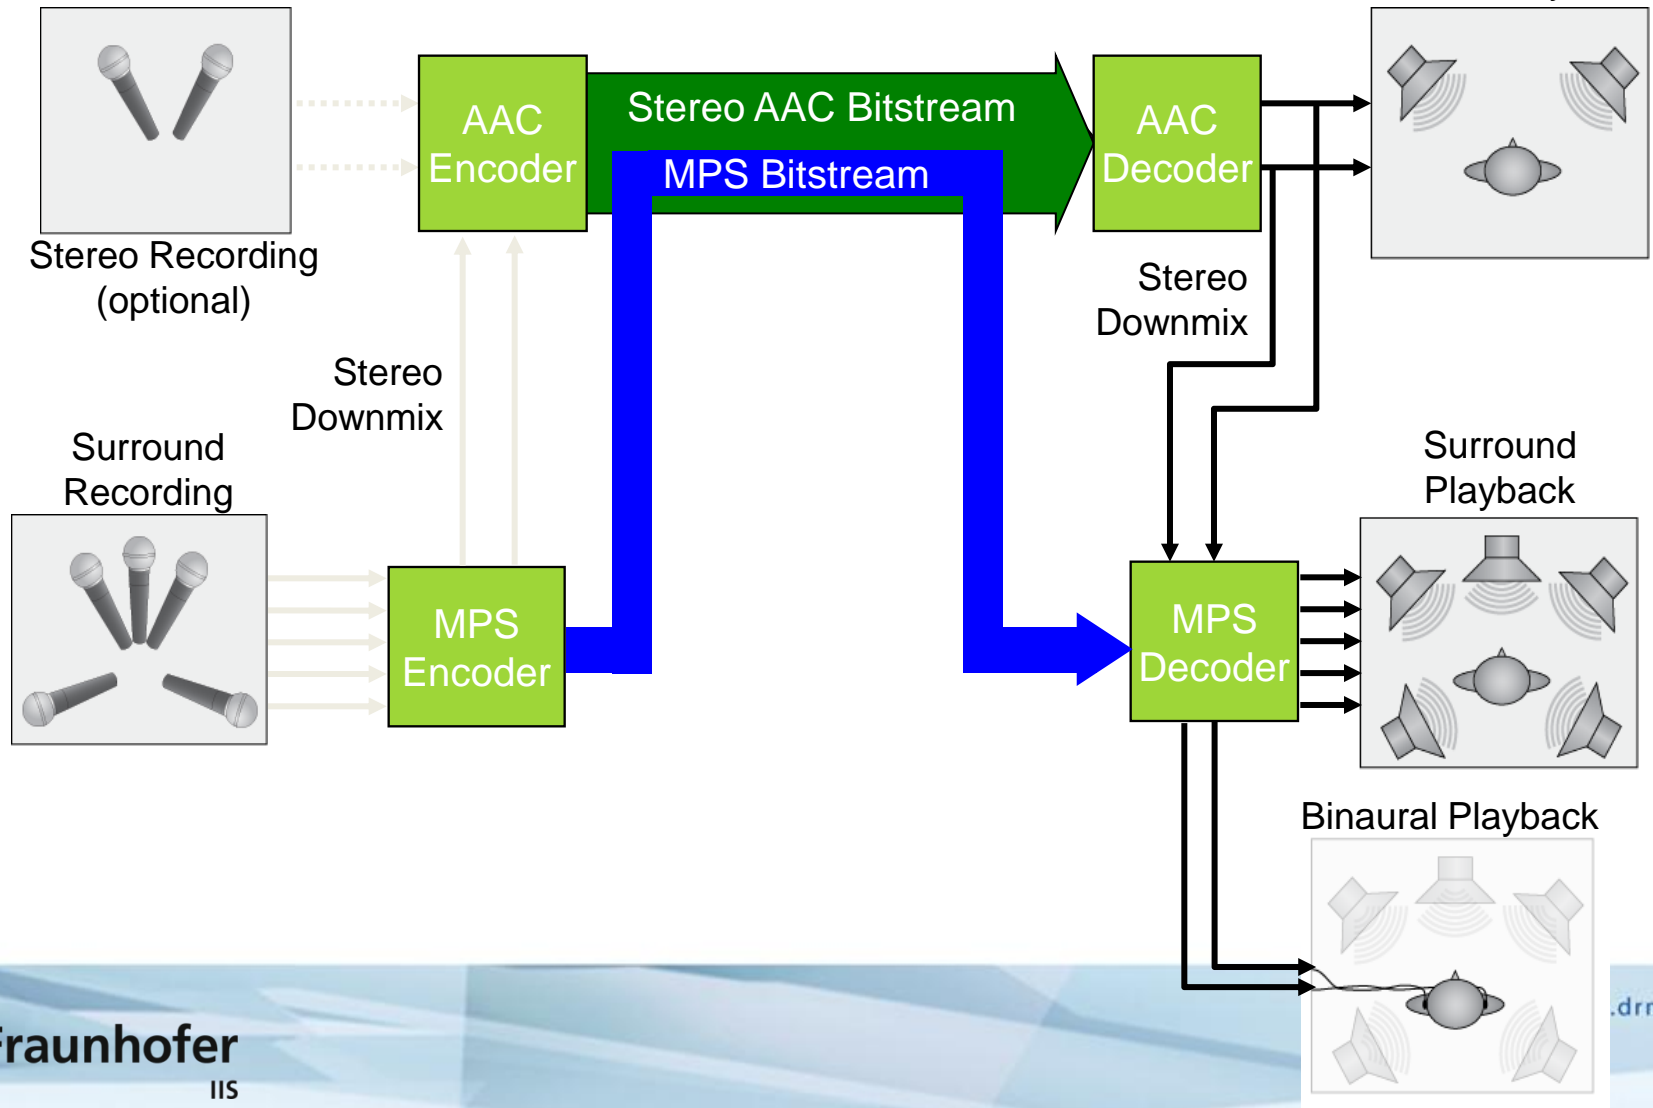 AAC
Encoder
Stereo AAC Bitstream
MPS Bitstream
AAC
Decoder
Stereo Recording
(optional)
Stereo
Downmix
Stereo
Downmix
Surround
Recording
Surround
Playback
MPS
Encoder
MPS
Decoder
Binaural Playback
Fraunhofer
IIS